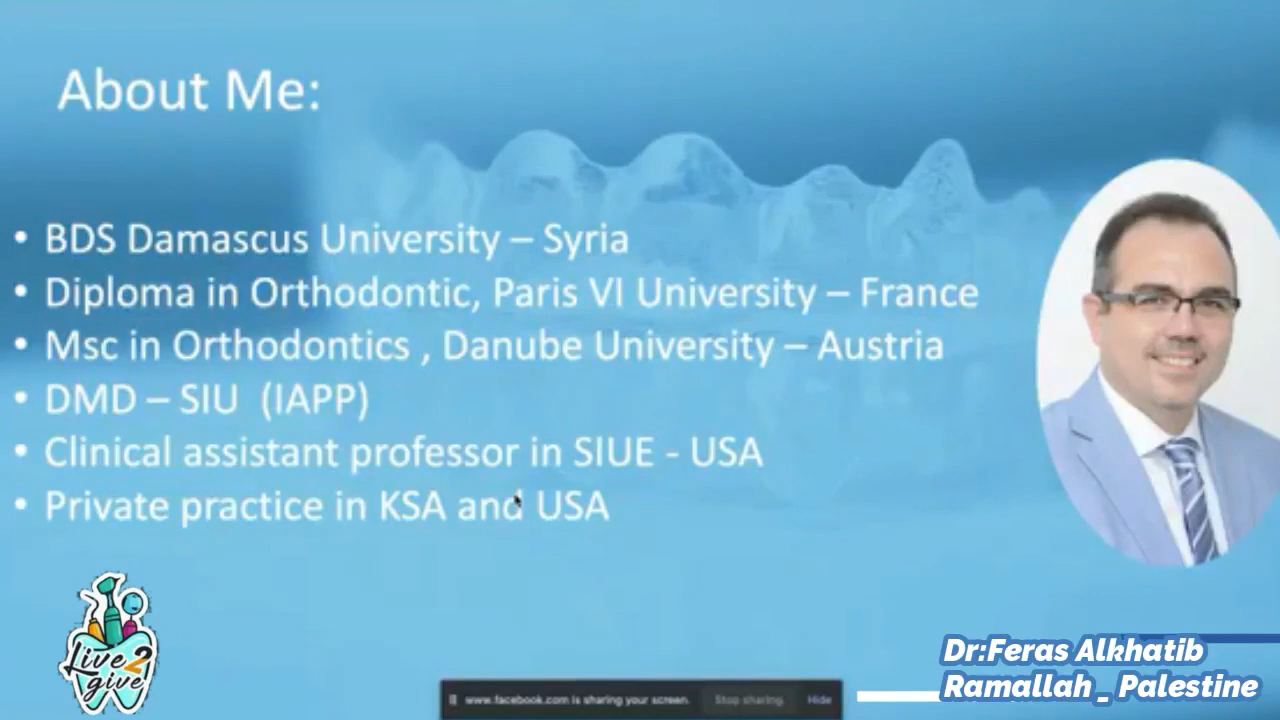 About Me:
• BDS Damascus University – Syria
• Diploma in Orthodontic, Paris VI University – France
• Msc in Orthodontics , Danube University – Austria
• DMD – SIU (IAPP)
• Clinical assistant professor in SIUE - USA
• Private practice in KSA and USA
Live2
give
www.facebook.com is sharing your screen. Stop sharing Hide
Dr:Feras Alkhatib
Ramallah _ Palestine